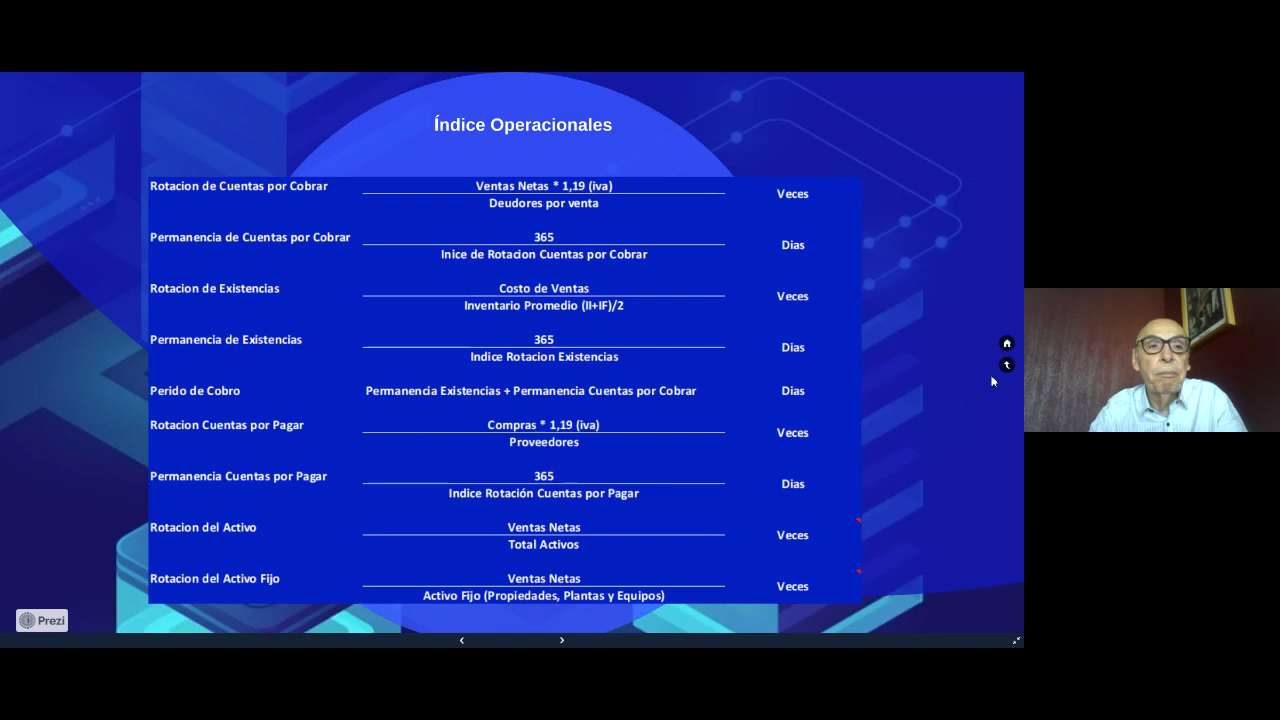 Índice Operacionales
Rotacion de Cuentas por Cobrar
Ventas Netas * 1,19 (iva)
Deudores por venta
Veces
Permanencia de Cuentas por Cobrar
365
Inice de Rotacion Cuentas por Cobrar
Dias
Rotacion de Existencias
Costo de Ventas
Inventario Promedio (II+IF)/2
Veces
Permanencia de Existencias
365
Indice Rotacion Existencias
Dias
Perido de Cobro
Permanencia Existencias + Permanencia Cuentas por Cobrar
Dias
Rotacion Cuentas por Pagar
Compras * 1,19 (iva)
Proveedores
Veces
Permanencia Cuentas por Pagar
365
Indice Rotación Cuentas por Pagar
Dias
Rotacion del Activo
Ventas Netas
Total Activos
Veces
Rotacion del Activo Fijo
Ventas Netas
Activo Fijo (Propiedades, Plantas y Equipos)
Veces
Prezi